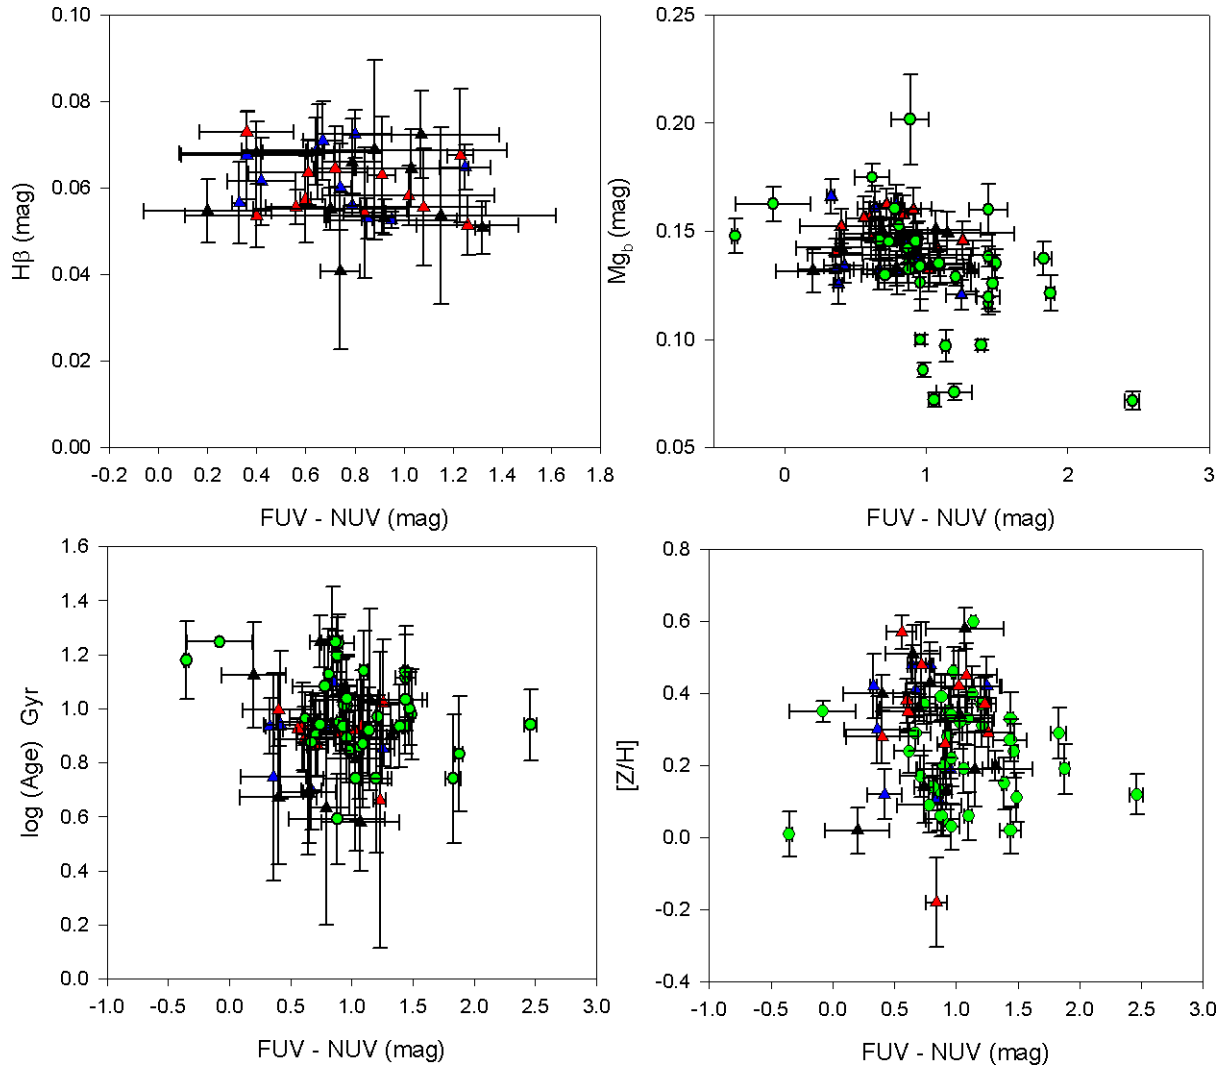 0.10
0.08
0.06
0.04
0.02
0.00
Hβ (mag)
-0.2 0.0 0.2 0.4 0.6 0.8 1.0 1.2 1.4 1.6 1.8
FUV - NUV (mag)
0.25
0.20
0.15
0.10
0.05
Mgb (mag)
0 1 2 3
FUV - NUV (mag)
1.6
1.4
1.2
1.0
0.8
0.6
0.4
0.2
0.0
log (Age) Gyr
-1.0 -0.5 0.0 0.5 1.0 1.5 2.0 2.5 3.0
FUV - NUV (mag)
0.8
0.6
0.4
0.2
0.0
-0.2
-0.4
[Z/H]
-1.0 -0.5 0.0 0.5 1.0 1.5 2.0 2.5 3.0
FUV - NUV (mag)